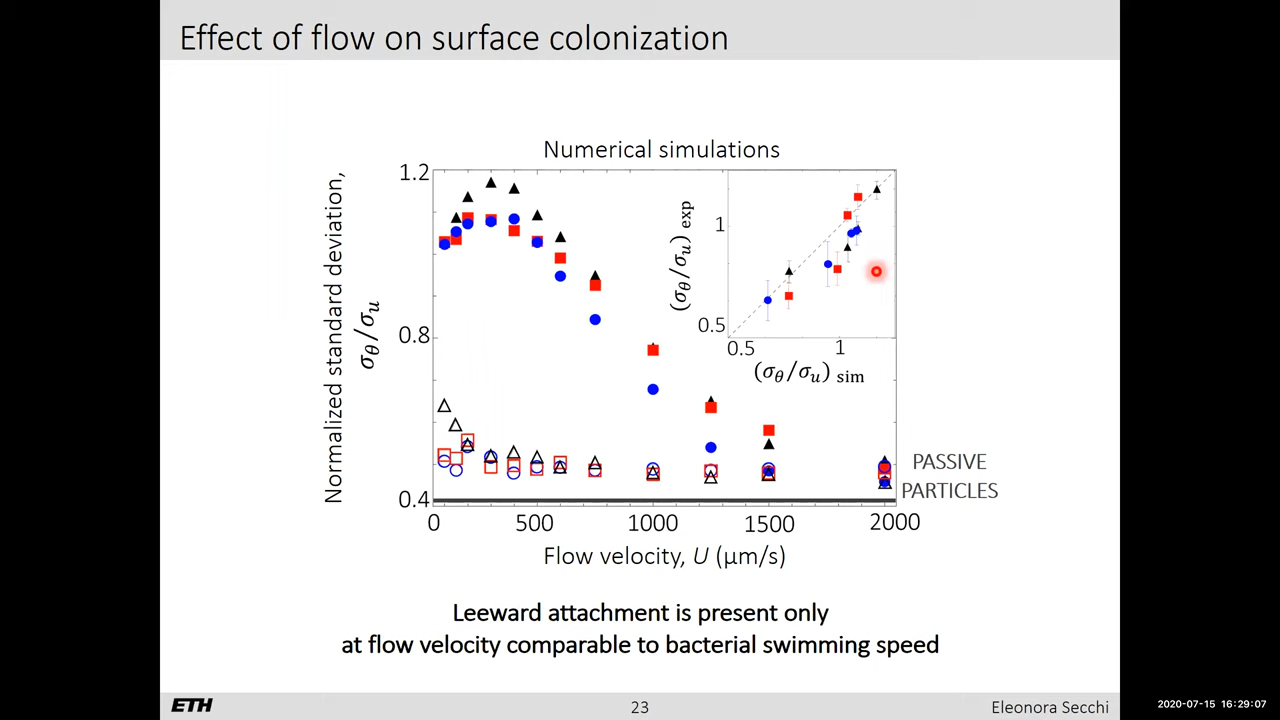 Effect of flow on surface colonization
Numerical simulations
Normalized standard deviation,
σθ/σu
1.2
0.8
0.4
0
500
1000
1500
2000
Flow velocity, U (μm/s)
(σθ/σu) exp
1
0.5
0.5
1
(σθ/σu) sim
PASSIVE
PARTICLES
Leeward attachment is present only
at flow velocity comparable to bacterial swimming speed
ETH
23
Eleonora Secchi
2020-07-15 16:29:07